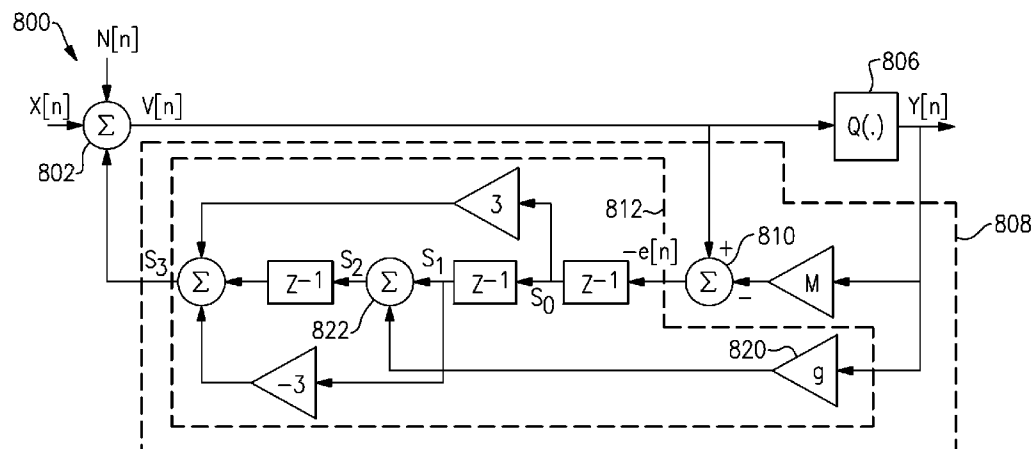 800
N[n]
X[n]
Σ
V[n]
802
806
Q(.)
Y[n]
3
812
808
S3
Σ
Z-1
S2
Σ
S1
Z-1
S0
Z-1
-e[n]
+
810
Σ
-
M
822
820
g
-3